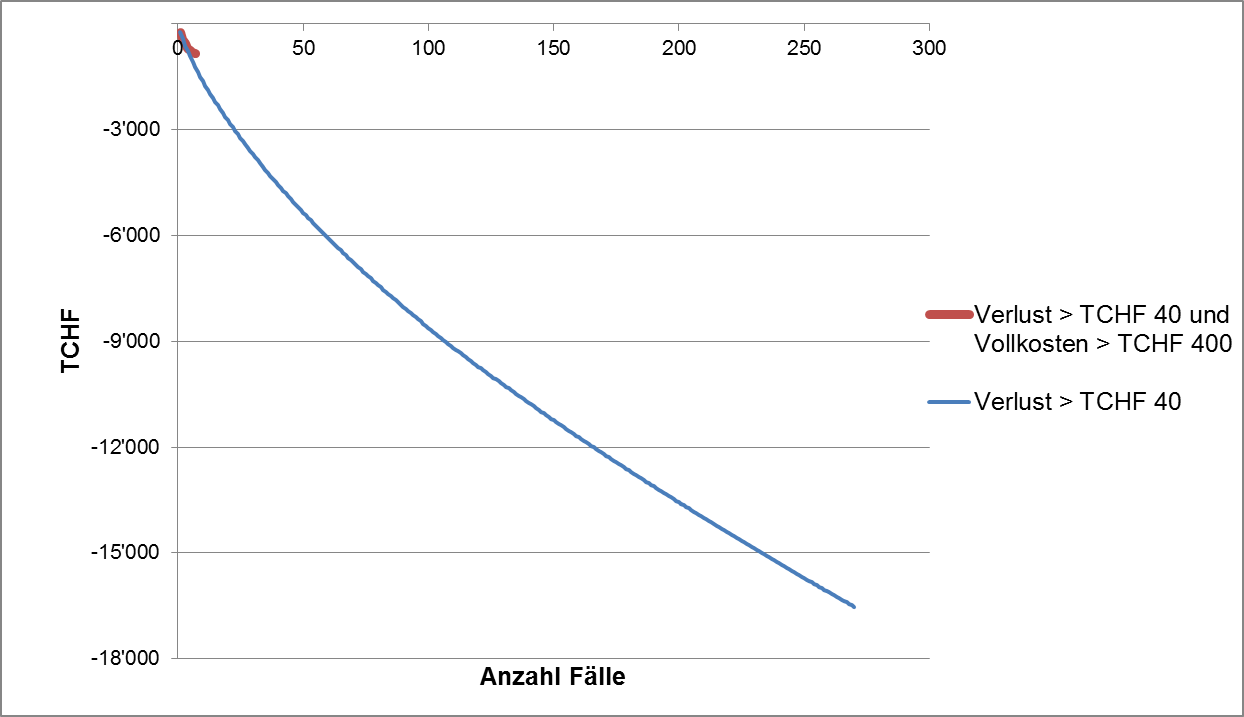 0 50 100 150 200 250 300
-3'000
-6'000
-9'000
-12'000
-15'000
-18'000
TCHF
Anzahl Fälle
Verlust > TCHF 40 und
Vollkosten > TCHF 400
Verlust > TCHF 40